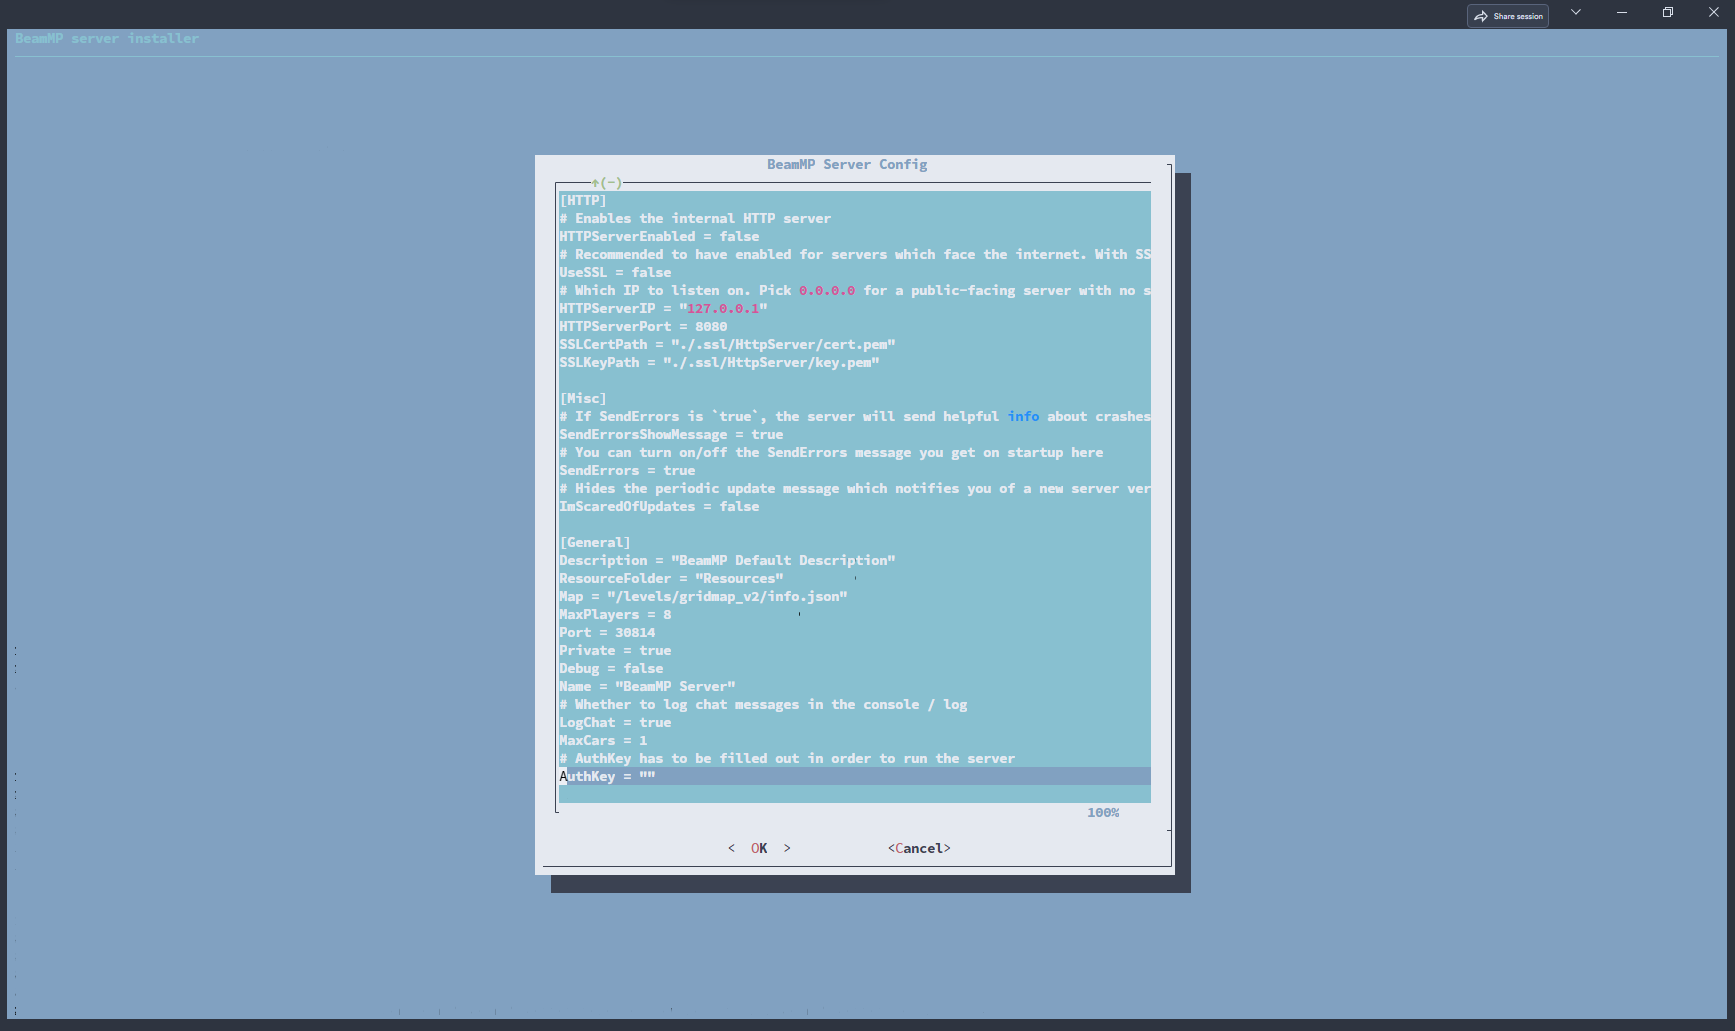 Share session
BeamMP server installer
BeamMP Server Config
↑(-)
[HTTP]
# Enables the internal HTTP server
HTTPServerEnabled = false
# Recommended to have enabled for servers which face the internet. With SS
UseSSL = false
# Which IP to listen on. Pick 0.0.0.0 for a public-facing server with no s
HTTPServerIP = "127.0.0.1"
HTTPServerPort = 8080
SSLCertPath = "./.ssl/HttpServer/cert.pem"
SSLKeyPath = "./.ssl/HttpServer/key.pem"
[Misc]
# If SendErrors is `true`, the server will send helpful info about crashes
SendErrorsShowMessage = true
# You can turn on/off the SendErrors message you get on startup here
SendErrors = true
# Hides the periodic update message which notifies you of a new server ver
ImScaredOfUpdates = false
[General]
Description = "BeamMP Default Description"
ResourceFolder = "Resources"
Map = "/levels/gridmap_v2/info.json"
MaxPlayers = 8
Port = 30814
Private = true
Debug = false
Name = "BeamMP Server"
# Whether to log chat messages in the console / log
LogChat = true
MaxCars = 1
# AuthKey has to be filled out in order to run the server
AuthKey = ""
100%
<  OK  > <Cancel>